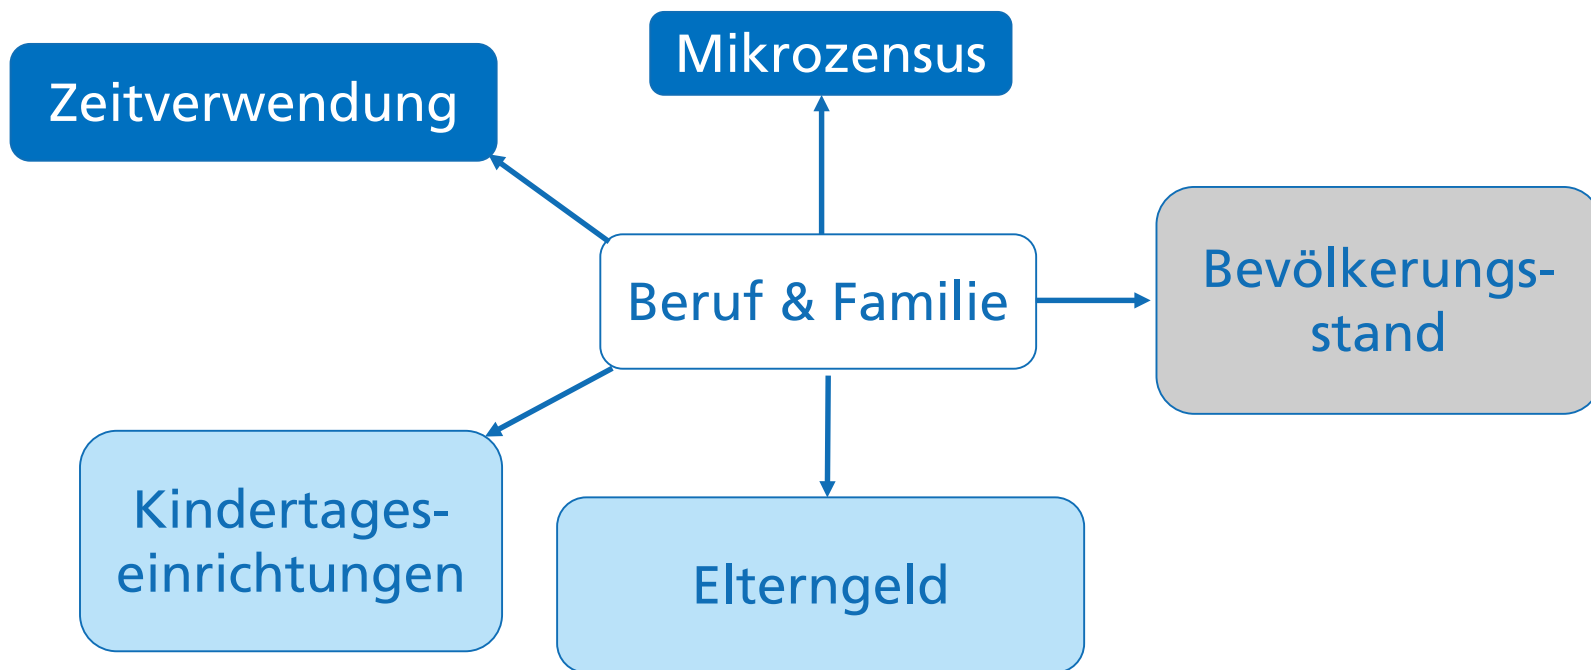 Mikrozensus
Zeitverwendung
Beruf & Familie
Bevölkerungs-
stand
Kindertages-
einrichtungen
Elterngeld